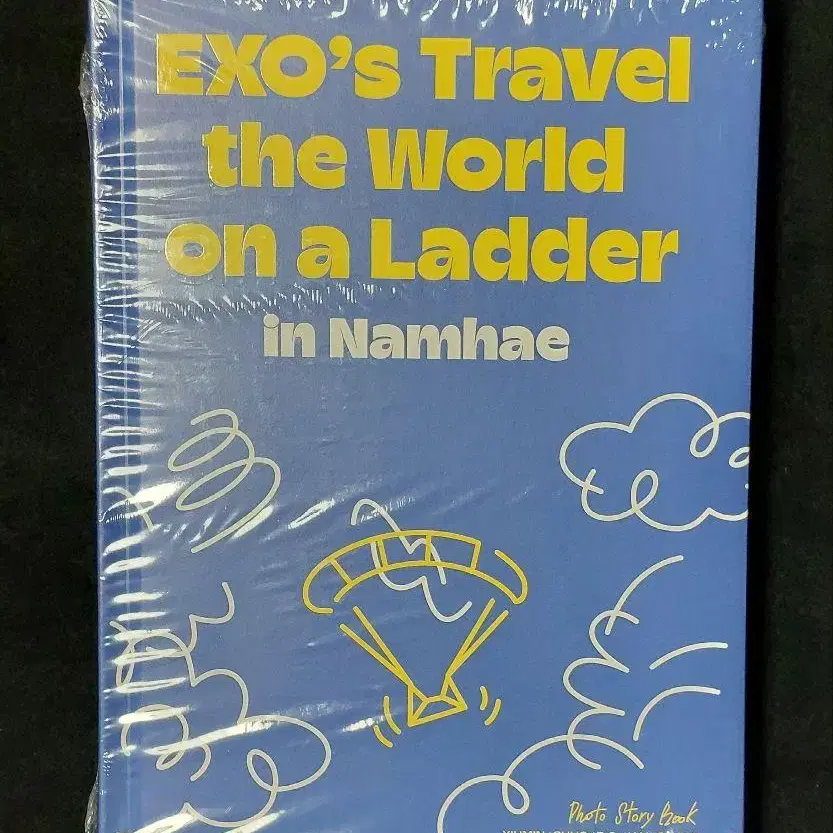 EXO's Travel
the World
on a Ladder
in Namhae
Photo Story Book